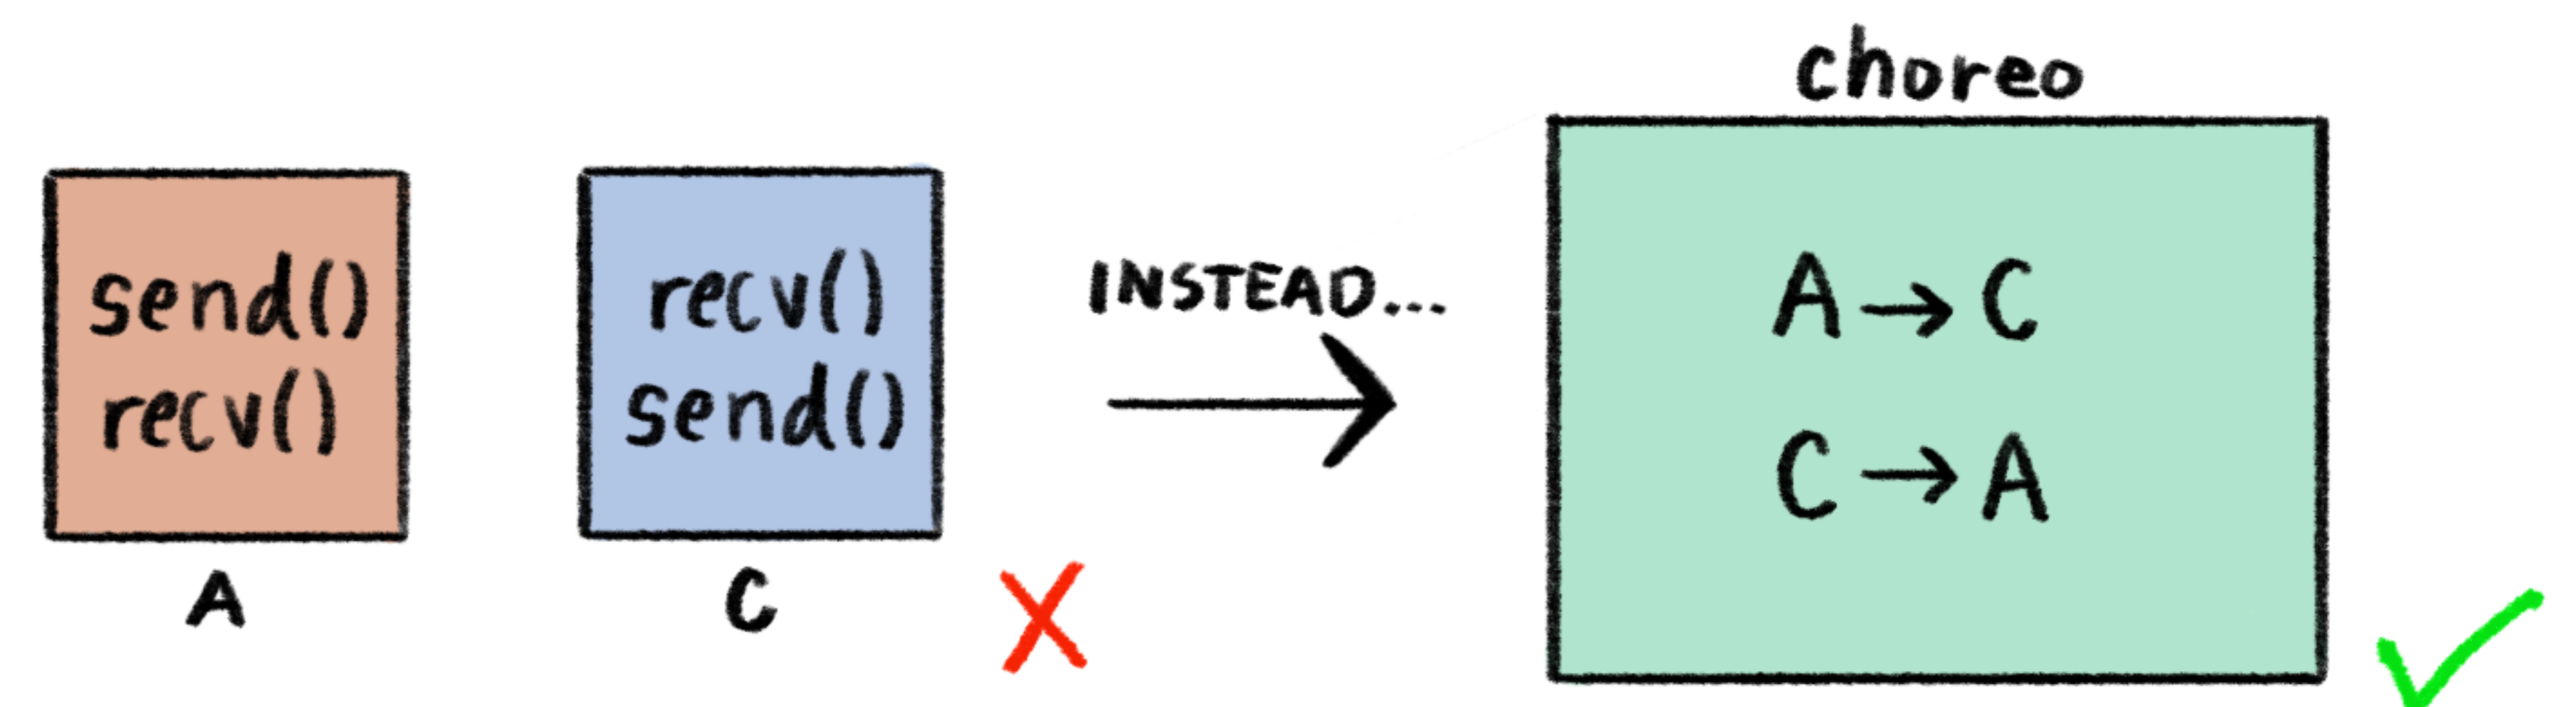 send()
recv()
A
recv()
send()
C
INSTEAD...
choreo
A → C
C → A